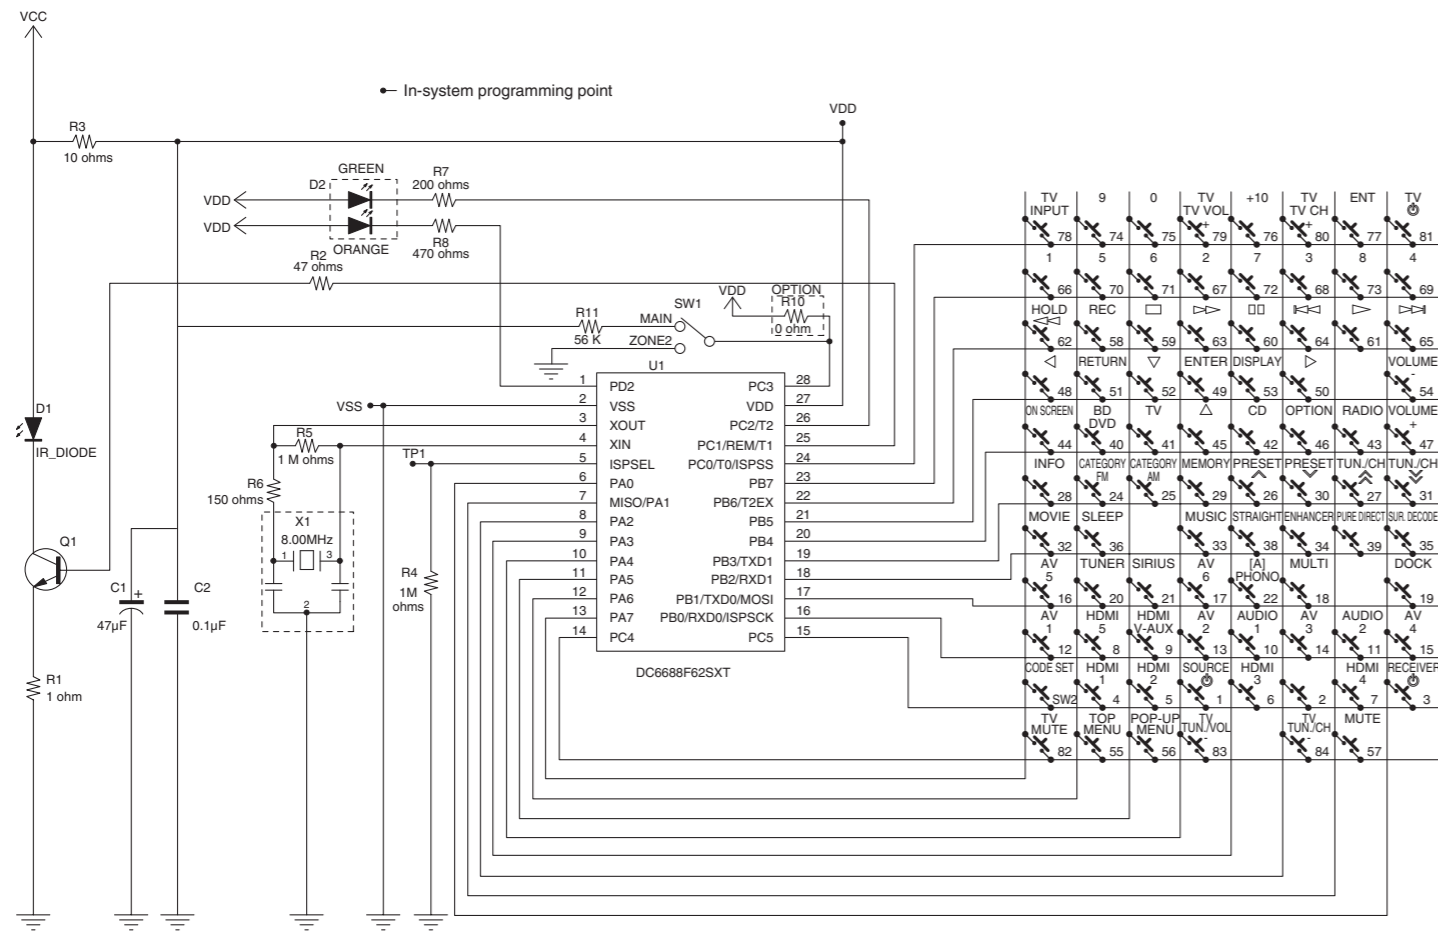 VCC
In-system programming point
VDD
R3
10 ohms
GREEN
D2
R7
200 ohms
VDD
VDD
ORANGE
R8
470 ohms
R2
47 ohms
VDD
OPTION
R10
0 ohm
SW1
R11
56 K
MAIN
ZONE2
U1
1 PD2 PC3 28
2 VSS VDD 27
3 XOUT PC2/T2 26
4 XIN PC1/REM/T1 25
5 ISPSEL PC0/T0/ISPSS 24
6 PA0 PB7 23
7 MISO/PA1 PB6/T2EX 22
8 PA2 PB5 21
9 PA3 PB4 20
10 PA4 PB3/TXD1 19
11 PA5 PB2/RXD1 18
12 PA6 PB1/TXD0/MOSI 17
13 PA7 PB0/RXD0/ISPSCK 16
14 PC4 PC5 15
DC6688F62SXT
VSS
TP1
D1
IR_DIODE
R5
1 M ohms
R6
150 ohms
X1
8.00MHz
1 3
2
Q1
C1
+
47µF
C2
0.1µF
R4
1M
ohms
R1
1 ohm
TV 9 0 TV +10 TV ENT TV
INPUT TV VOL TV CH
+ +
78 74 75 79 76 80 77 81
1 5 6 2 7 3 8 4
66 70 71 67 72 68 73 69
HOLD REC
62 58 59 63 60 64 61 65
RETURN ENTER DISPLAY VOLUME
-
48 51 52 49 53 50 54
ON SCREEN BD TV CD OPTION RADIO VOLUME
DVD +
44 40 41 45 42 46 43 47
INFO CATEGORY CATEGORY MEMORY PRESET PRESET TUN./CH TUN./CH
FM AM
28 24 25 29 26 30 27 31
MOVIE SLEEP MUSIC STRAIGHT ENHANCER PURE DIRECT SUR. DECODE
32 36 33 38 34 39 35
AV TUNER SIRIUS AV [A] MULTI DOCK
5 6 PHONO
16 20 21 17 22 18 19
AV HDMI HDMI AV AUDIO AV AUDIO AV
1 5 V-AUX 2 1 3 2 4
12 8 9 13 10 14 11 15
CODE SET HDMI HDMI SOURCE HDMI HDMI RECEIVER
1 2 3 4
SW2 4 5 1 6 2 7 3
TV TOP POP-UP TV TV MUTE
MUTE MENU MENU TUN./VOL TUN./CH
- -
82 55 56 83 84 57